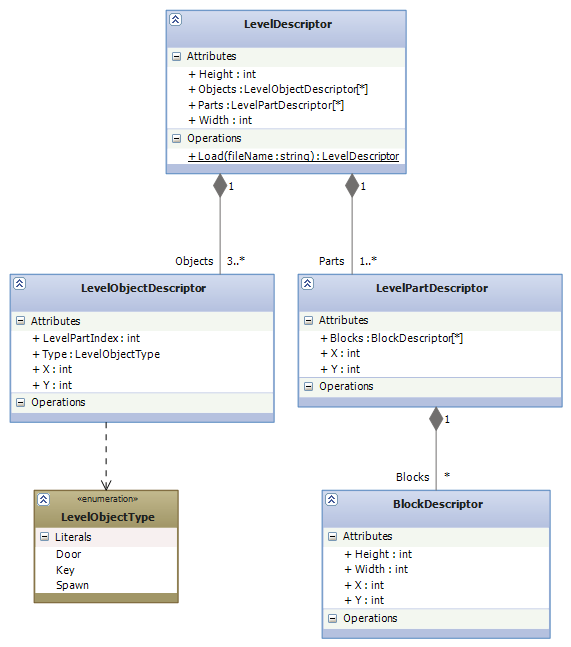 LevelDescriptor
Attributes
+ Height : int
+ Objects : LevelObjectDescriptor[*]
+ Parts : LevelPartDescriptor[*]
+ Width : int
Operations
+ Load(fileName : string) : LevelDescriptor
1
1
Objects 3..*
Parts 1..*
LevelObjectDescriptor
Attributes
+ LevelPartIndex : int
+ Type : LevelObjectType
+ X : int
+ Y : int
Operations
LevelPartDescriptor
Attributes
+ Blocks : BlockDescriptor[*]
+ X : int
+ Y : int
Operations
1
Blocks *
«enumeration»
LevelObjectType
Literals
Door
Key
Spawn
BlockDescriptor
Attributes
+ Height : int
+ Width : int
+ X : int
+ Y : int
Operations